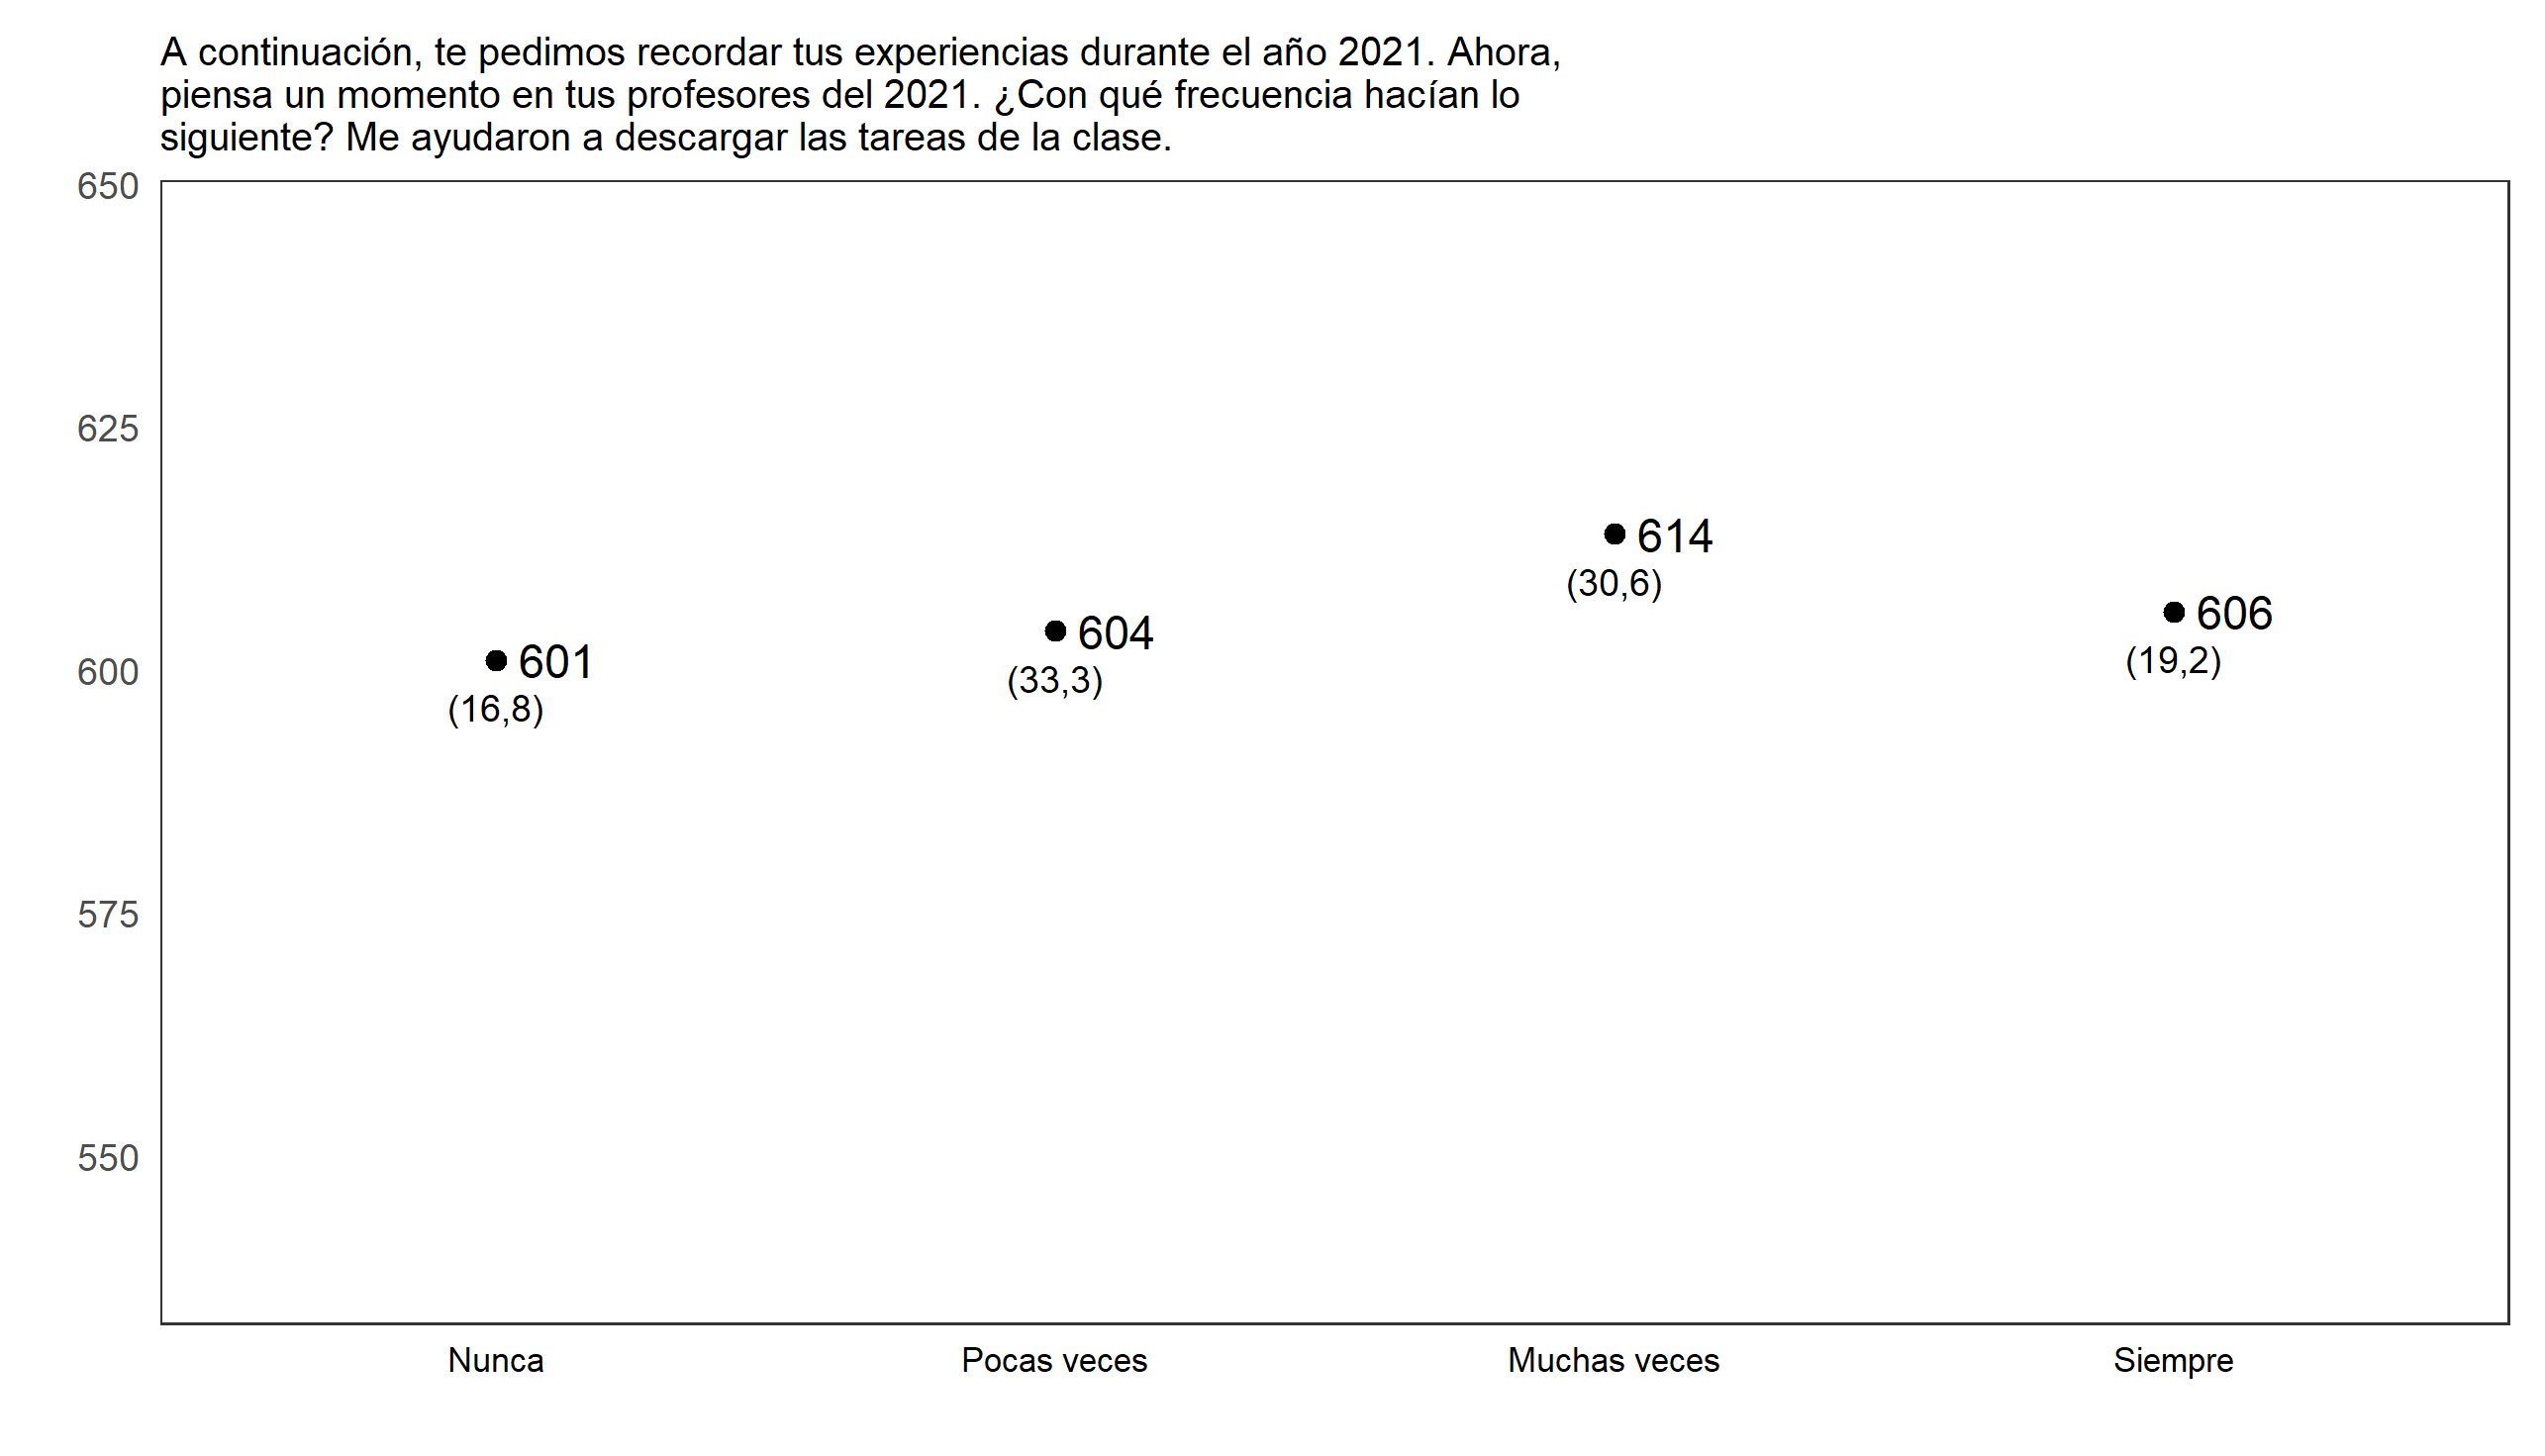 A continuación, te pedimos recordar tus experiencias durante el año 2021. Ahora,
piensa un momento en tus profesores del 2021. ¿Con qué frecuencia hacían lo
siguiente? Me ayudaron a descargar las tareas de la clase.
650
625
600
575
550
601
(16,8)
604
(33,3)
614
(30,6)
606
(19,2)
Nunca
Pocas veces
Muchas veces
Siempre